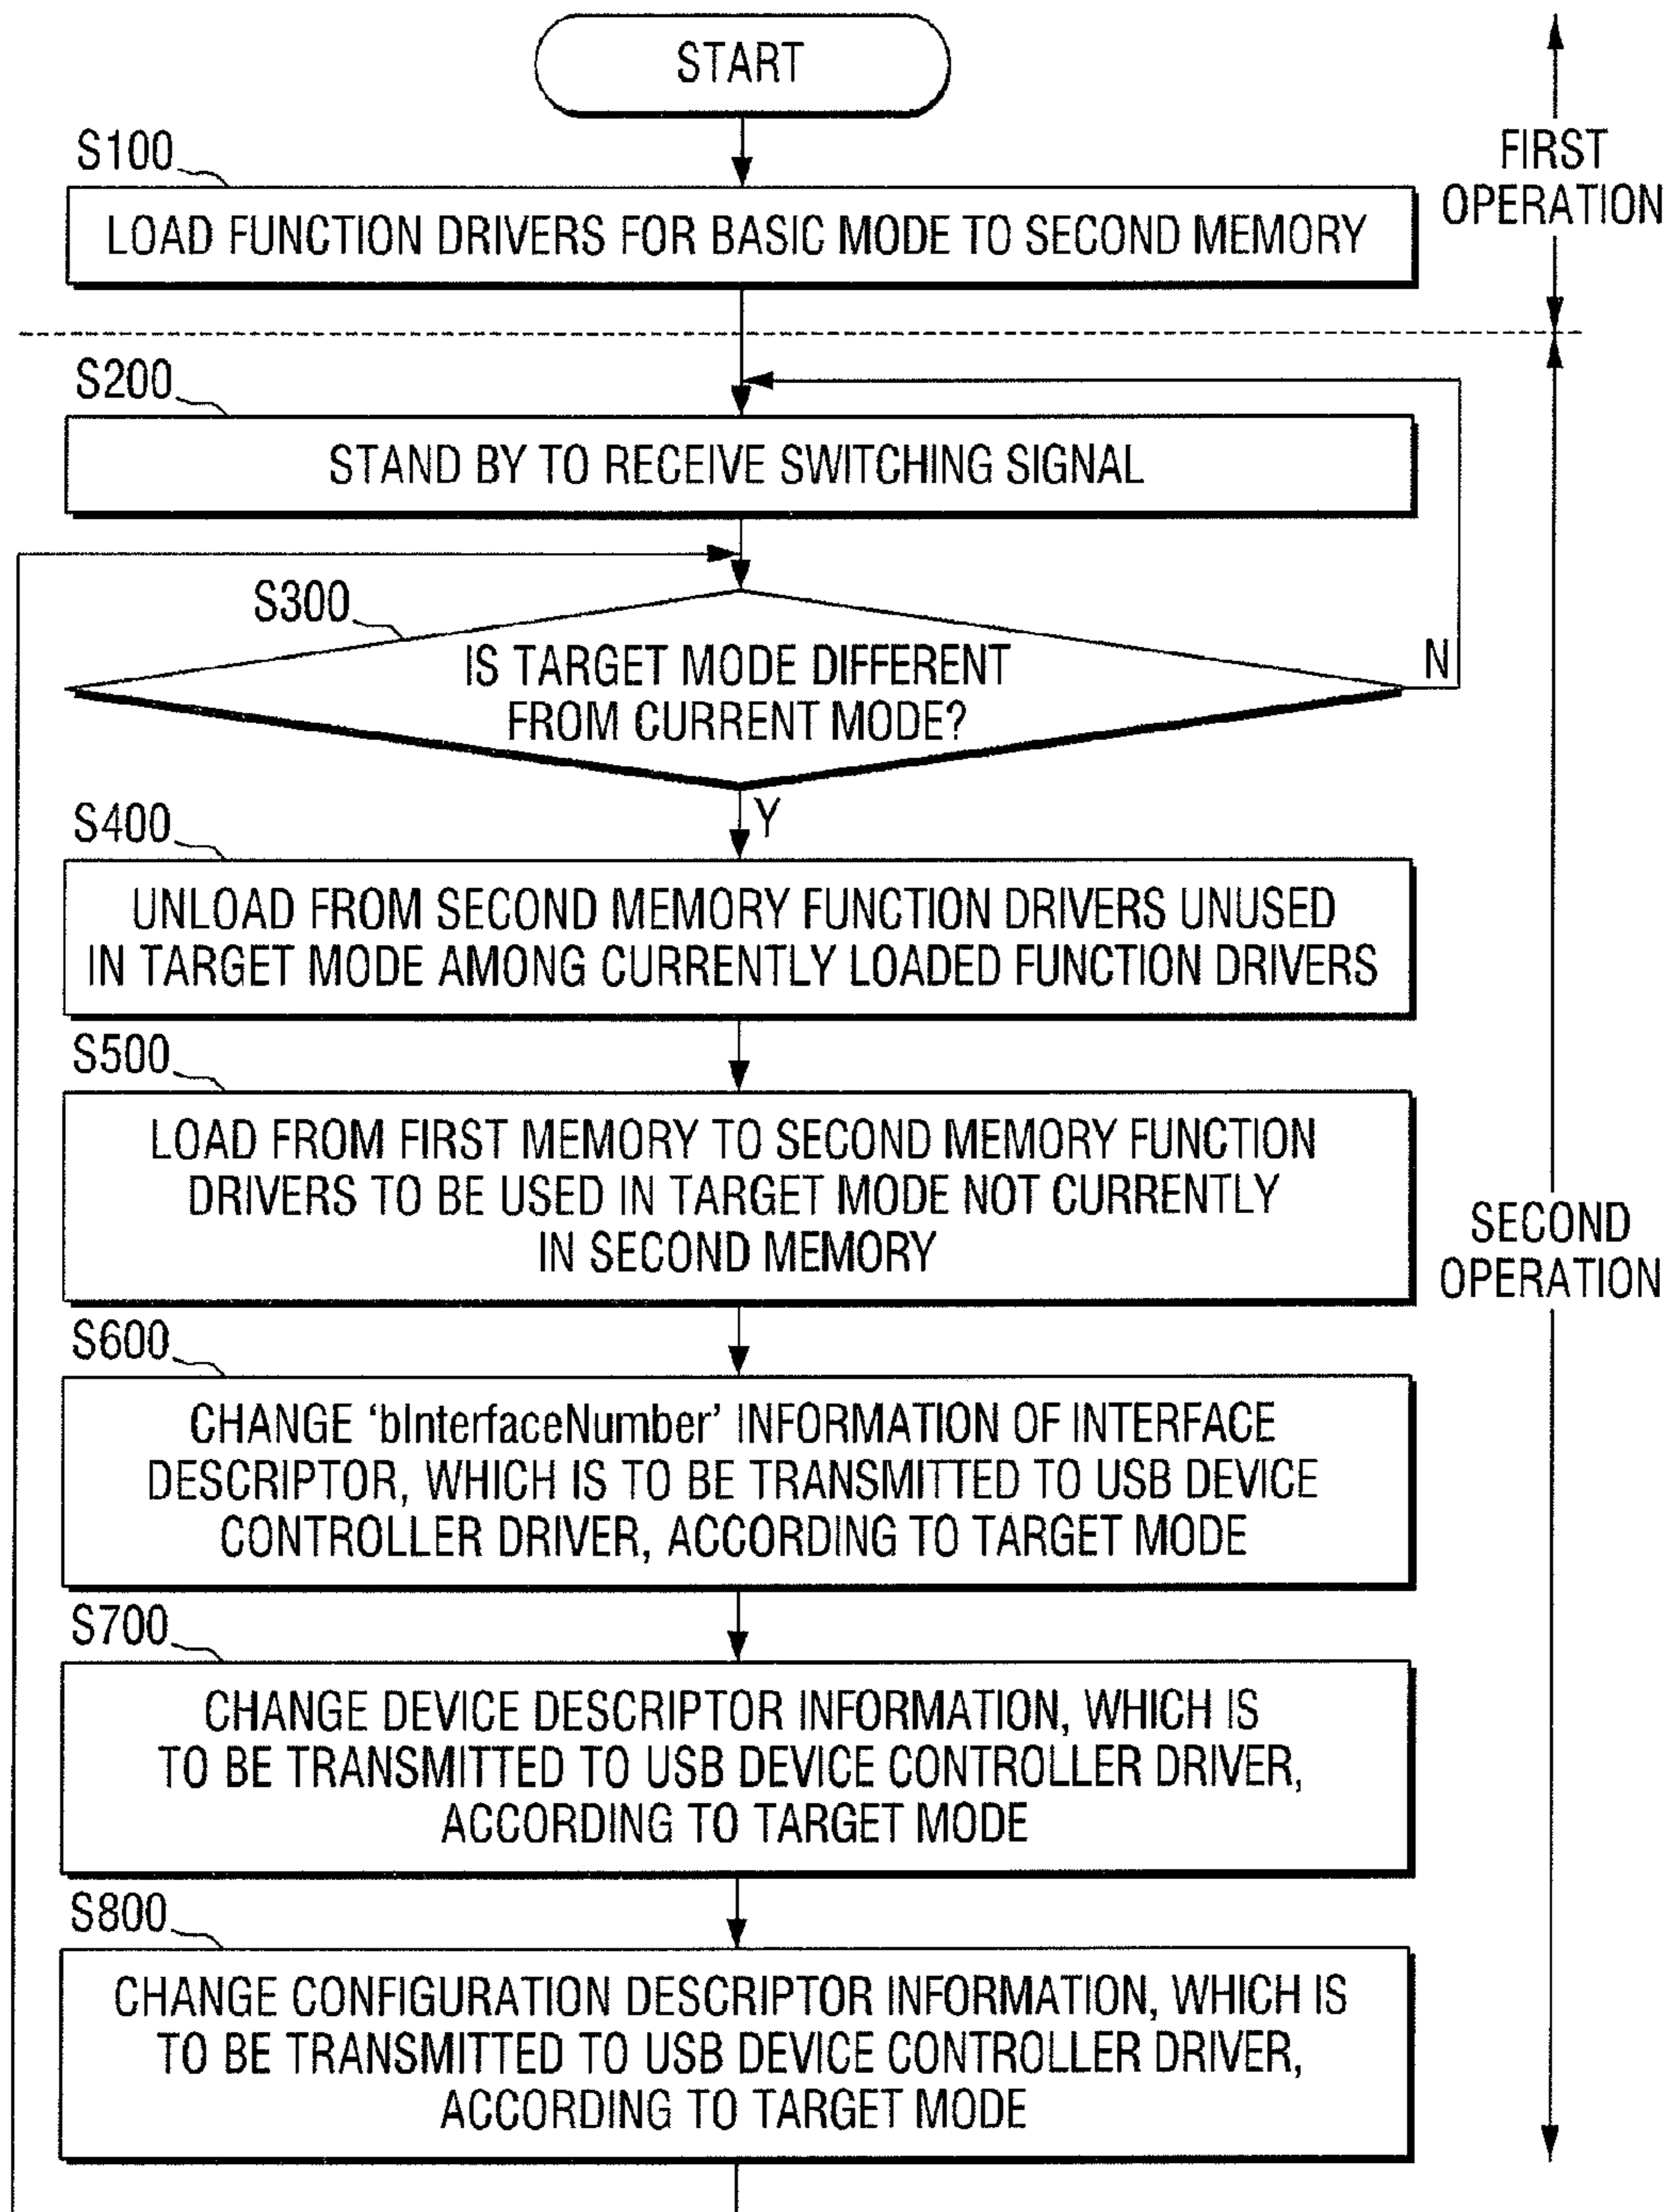 START
FIRST
OPERATION
S100
LOAD FUNCTION DRIVERS FOR BASIC MODE TO SECOND MEMORY
S200
STAND BY TO RECEIVE SWITCHING SIGNAL
S300
IS TARGET MODE DIFFERENT
FROM CURRENT MODE?
N
Y
S400
UNLOAD FROM SECOND MEMORY FUNCTION DRIVERS UNUSED
IN TARGET MODE AMONG CURRENTLY LOADED FUNCTION DRIVERS
S500
LOAD FROM FIRST MEMORY TO SECOND MEMORY FUNCTION
DRIVERS TO BE USED IN TARGET MODE NOT CURRENTLY
IN SECOND MEMORY
SECOND
OPERATION
S600
CHANGE ‘bInterfaceNumber’ INFORMATION OF INTERFACE
DESCRIPTOR, WHICH IS TO BE TRANSMITTED TO USB DEVICE
CONTROLLER DRIVER, ACCORDING TO TARGET MODE
S700
CHANGE DEVICE DESCRIPTOR INFORMATION, WHICH IS
TO BE TRANSMITTED TO USB DEVICE CONTROLLER DRIVER,
ACCORDING TO TARGET MODE
S800
CHANGE CONFIGURATION DESCRIPTOR INFORMATION, WHICH IS
TO BE TRANSMITTED TO USB DEVICE CONTROLLER DRIVER,
ACCORDING TO TARGET MODE